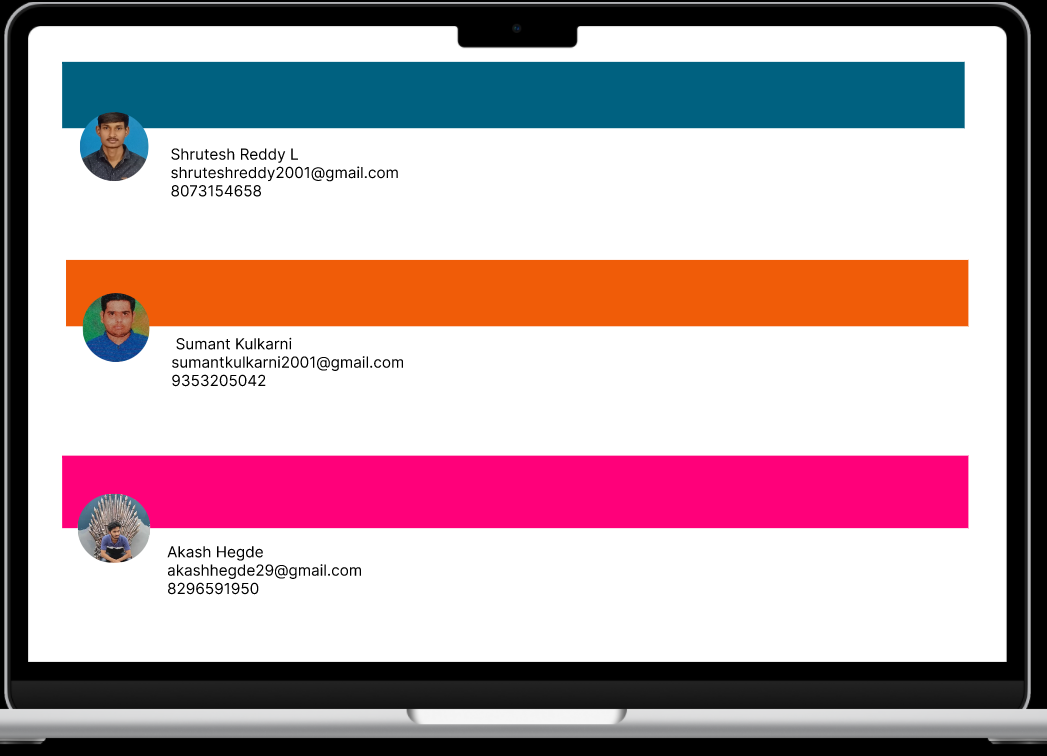 Shrutesh Reddy L
shruteshreddy2001@gmail.com
8073154658
Sumant Kulkarni
sumantkulkarni2001@gmail.com
9353205042
Akash Hegde
akashhegde29@gmail.com
8296591950